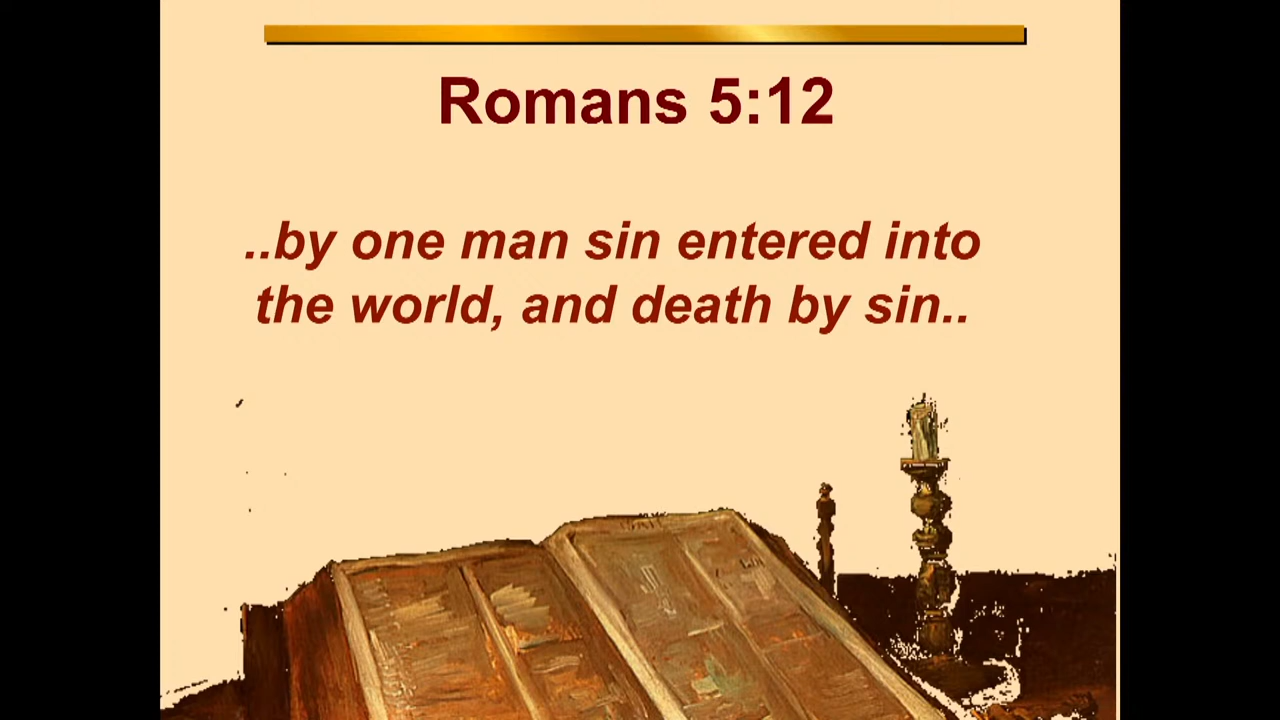 Romans 5:12
..by one man sin entered into
the world, and death by sin..